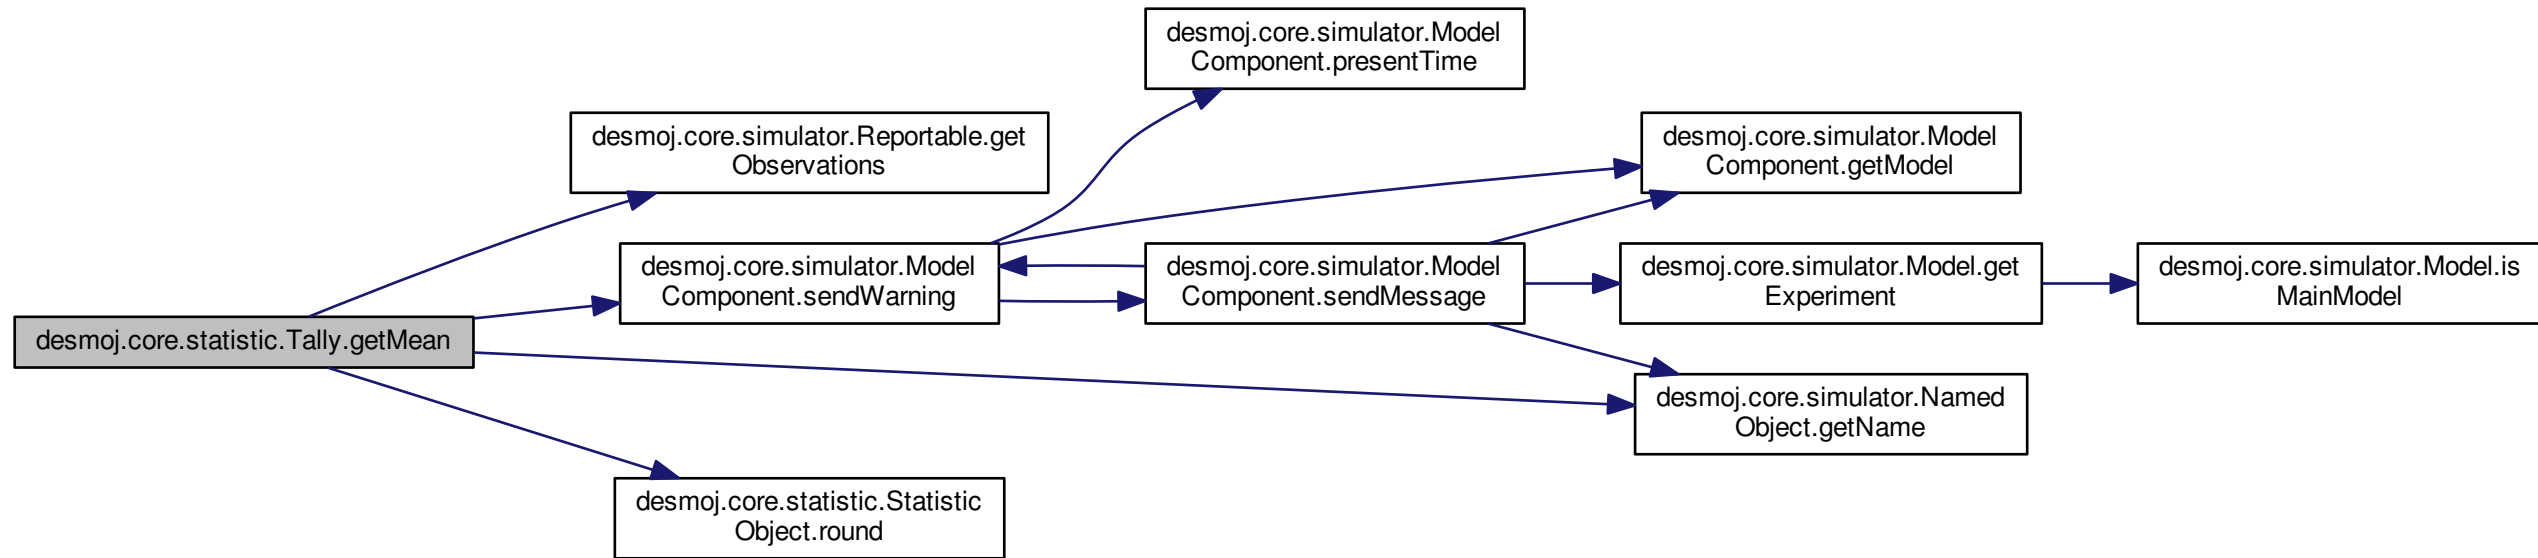 desmoj.core.simulator.Model
Component.presentTime
desmoj.core.simulator.Reportable.get
Observations
desmoj.core.simulator.Model
Component.getModel
desmoj.core.simulator.Model
Component.sendWarning
desmoj.core.simulator.Model
Component.sendMessage
desmoj.core.simulator.Model.get
Experiment
desmoj.core.simulator.Model.is
MainModel
desmoj.core.statistic.Tally.getMean
desmoj.core.simulator.Named
Object.getName
desmoj.core.statistic.Statistic
Object.round